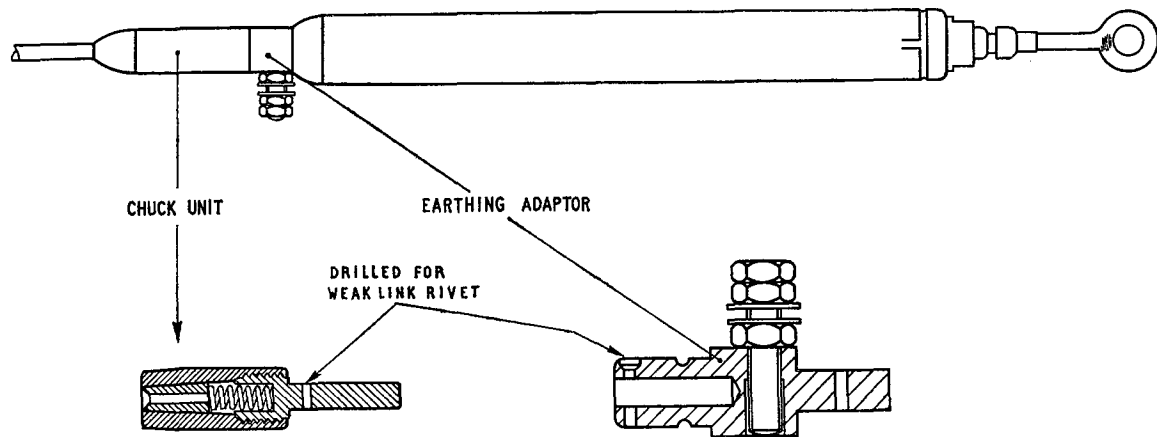 CHUCK UNIT
EARTHING ADAPTOR
DRILLED FOR
WEAK LINK RIVET